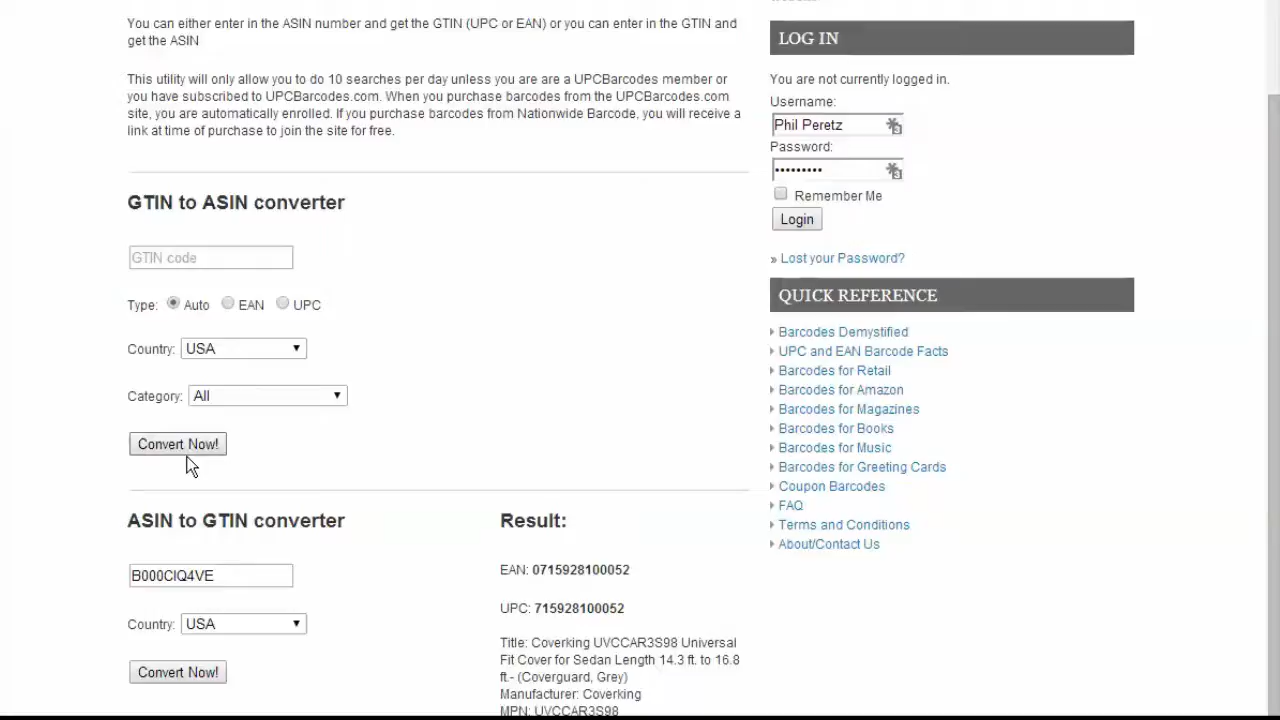 You can either enter in the ASIN number and get the GTIN (UPC or EAN) or you can enter in the GTIN and
get the ASIN
This utility will only allow you to do 10 searches per day unless you are are a UPCBarcodes member or
you have subscribed to UPCBarcodes.com. When you purchase barcodes from the UPCBarcodes.com
site, you are automatically enrolled. If you purchase barcodes from Nationwide Barcode, you will receive a
link at time of purchase to join the site for free.
GTIN to ASIN converter
GTIN code
Type: Auto EAN UPC
Country: USA
Category: All
Convert Now!
ASIN to GTIN converter
B000CIQ4VE
Country: USA
Convert Now!
Result:
EAN: 0715928100052
UPC: 715928100052
Title: Coverking UVCCAR3S98 Universal
Fit Cover for Sedan Length 14.3 ft. to 16.8
ft.- (Coverguard, Grey)
Manufacturer: Coverking
MPN: UVCCAR3S98
LOG IN
You are not currently logged in.
Username:
Phil Peretz
Password:
•••••••••
Remember Me
Login
» Lost your Password?
QUICK REFERENCE
Barcodes Demystified
UPC and EAN Barcode Facts
Barcodes for Retail
Barcodes for Amazon
Barcodes for Magazines
Barcodes for Books
Barcodes for Music
Barcodes for Greeting Cards
Coupon Barcodes
FAQ
Terms and Conditions
About/Contact Us